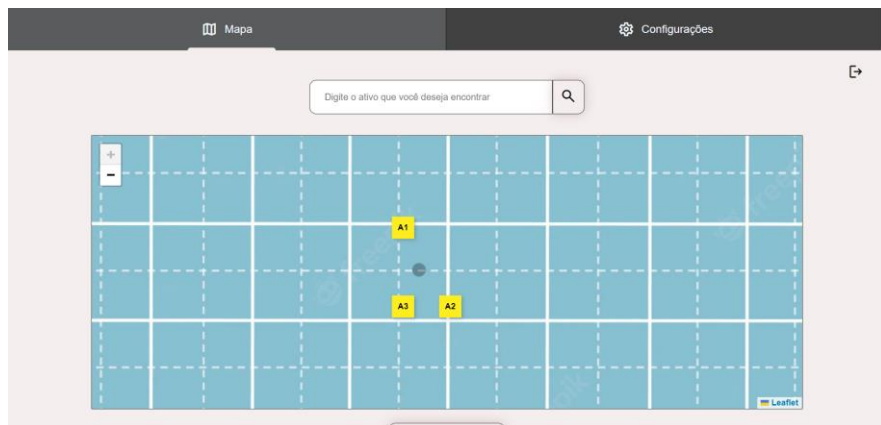 Mapa
Configurações
Digite o ativo que você deseja encontrar
+
−
A1
A3
A2
Leaflet